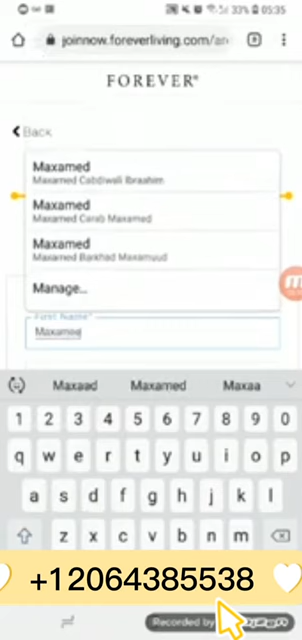 33% 05:35
joinnow.foreverliving.com/an
FOREVER®
Back
Maxamed
Maxamed Cabdiwali Ibraahim
Maxamed
Maxamed Carab Maxamed
Maxamed
Maxamed Barkhad Maxamuud
Manage...
First Name*
Maxamee
Maxaad Maxamed Maxaa
1 2 3 4 5 6 7 8 9 0
q w e r t y u i o p
a s d f g h j k l
z x c v b n m
+12064385538
Recorded by